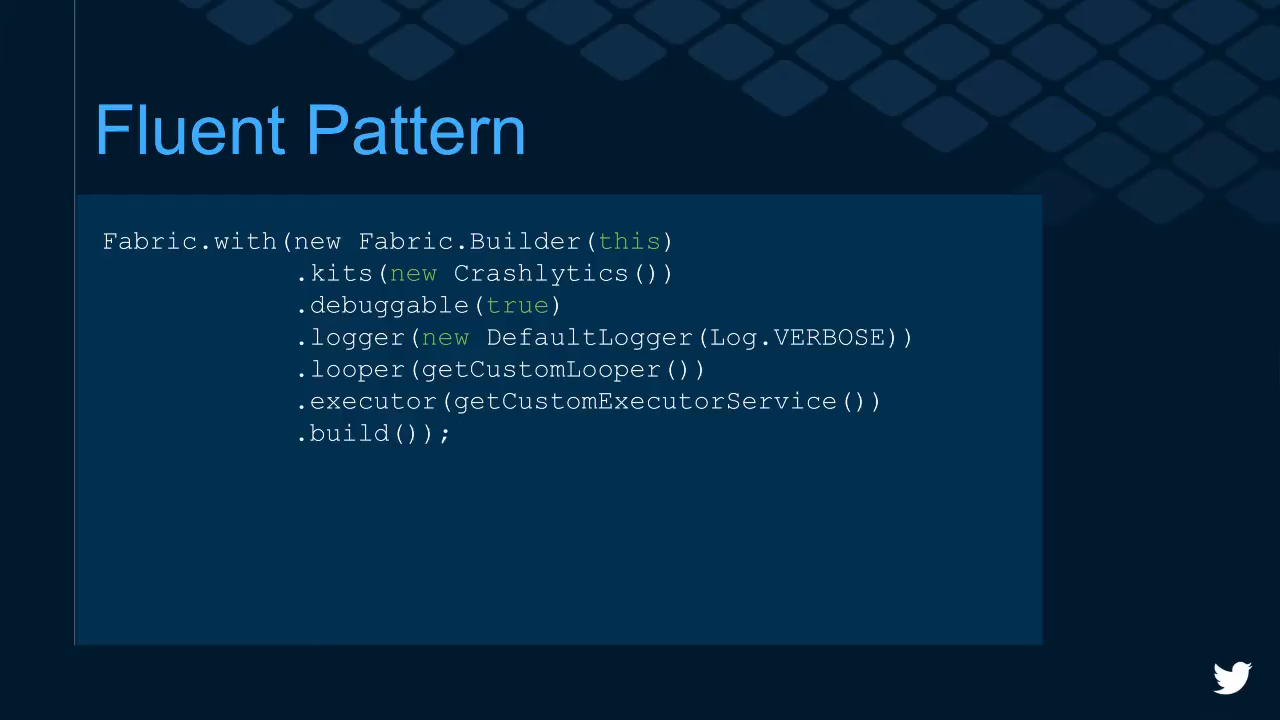 Fluent Pattern
Fabric.with(new Fabric.Builder(this)
.kits(new Crashlytics())
.debuggable(true)
.logger(new DefaultLogger(Log.VERBOSE))
.looper(getCustomLooper())
.executor(getCustomExecutorService())
.build());